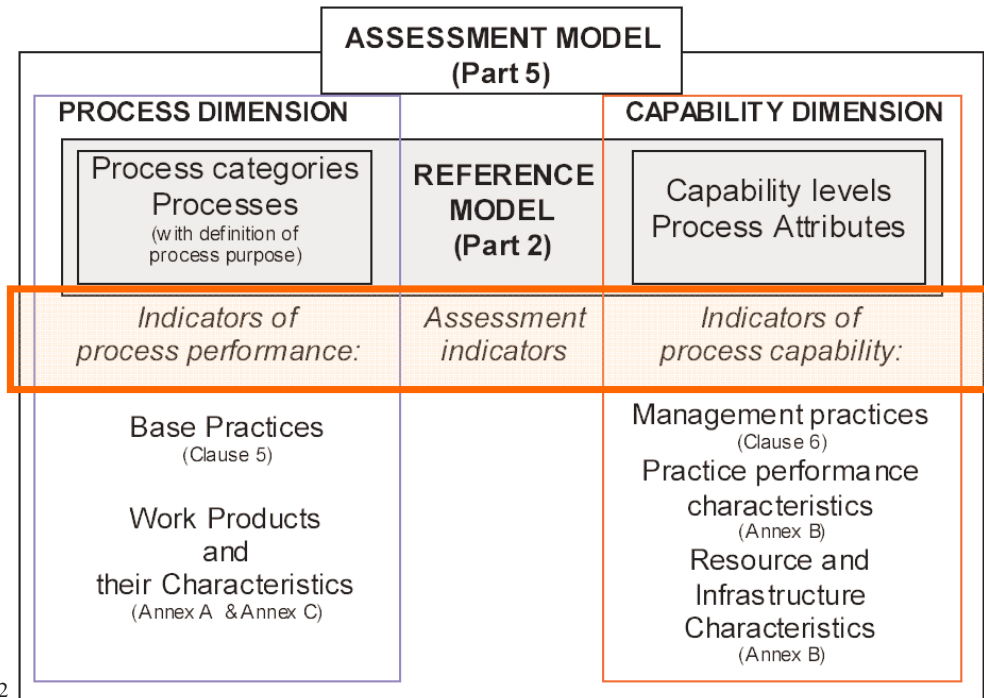 ASSESSMENT MODEL
(Part 5)
PROCESS DIMENSION
CAPABILITY DIMENSION
Process categories
Processes
(with definition of
process purpose)
REFERENCE
MODEL
(Part 2)
Capability levels
Process Attributes
Indicators of
process performance:
Assessment
indicators
Indicators of
process capability:
Base Practices
(Clause 5)
Work Products
and
their Characteristics
(Annex A & Annex C)
Management practices
(Clause 6)
Practice performance
characteristics
(Annex B)
Resource and
Infrastructure
Characteristics
(Annex B)
2